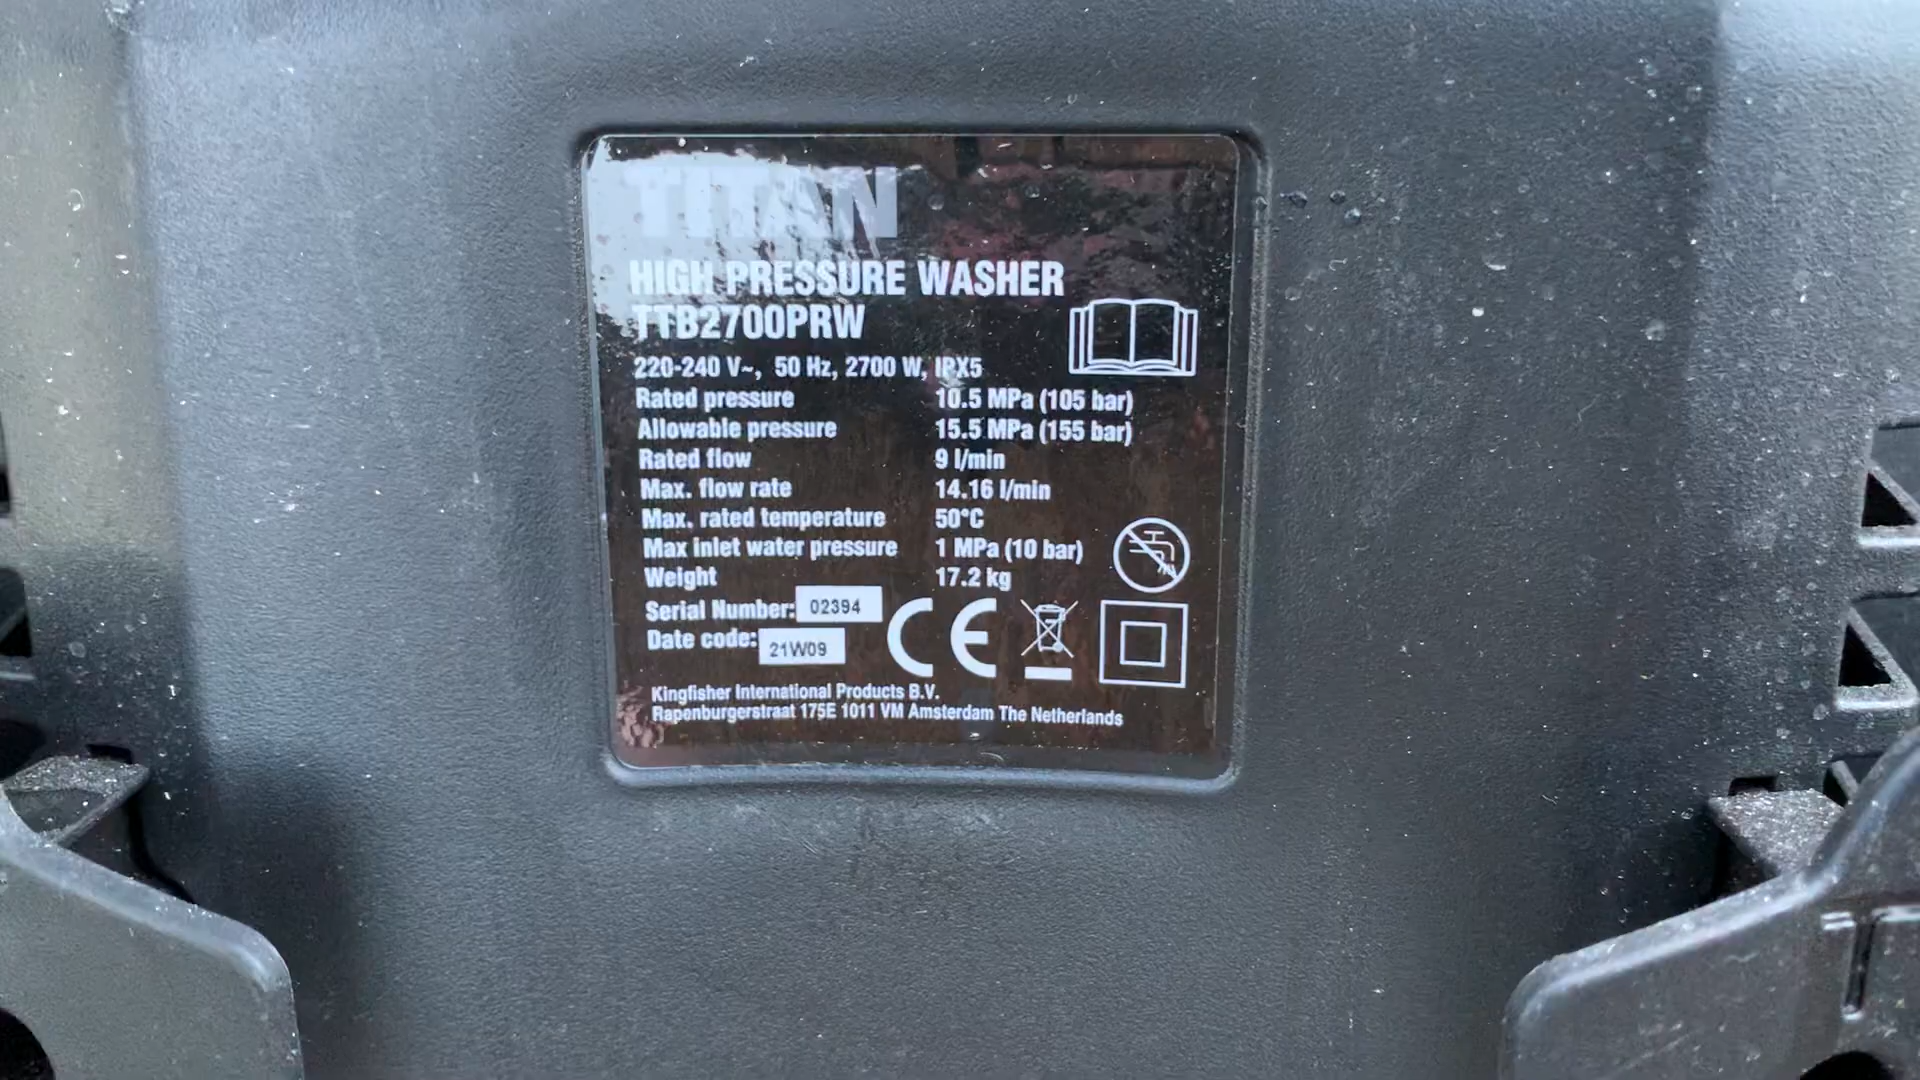 TITAN
HIGH PRESSURE WASHER
TTB2700PRW
220-240 V~, 50 Hz, 2700 W, IPX5
Rated pressure 10.5 MPa (105 bar)
Allowable pressure 15.5 MPa (155 bar)
Rated flow 9 l/min
Max. flow rate 14.16 l/min
Max. rated temperature 50°C
Max inlet water pressure 1 MPa (10 bar)
Weight 17.2 kg
Serial Number: 02394
Date code: 21W09
CE
Kingfisher International Products B.V.
Rapenburgerstraat 175E 1011 VM Amsterdam The Netherlands